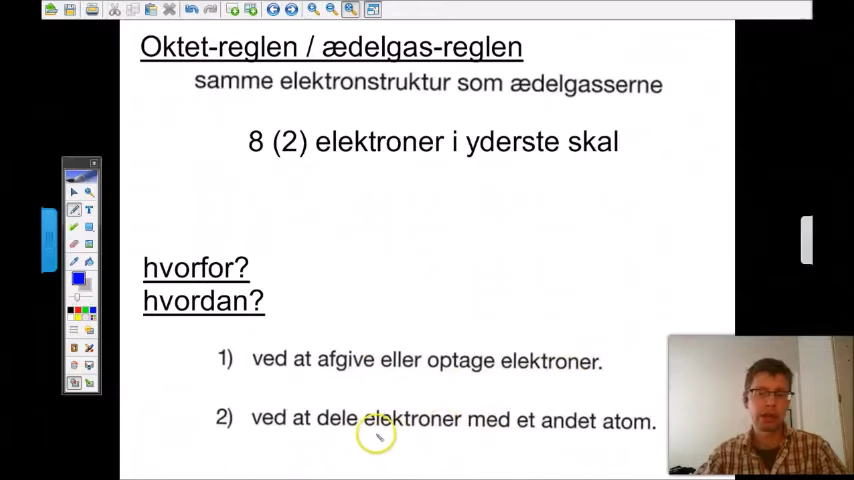 Oktet-reglen / ædelgas-reglen
samme elektronstruktur som ædelgasserne
8 (2) elektroner i yderste skal
hvorfor?
hvordan?
1) ved at afgive eller optage elektroner.
2) ved at dele elektroner med et andet atom.